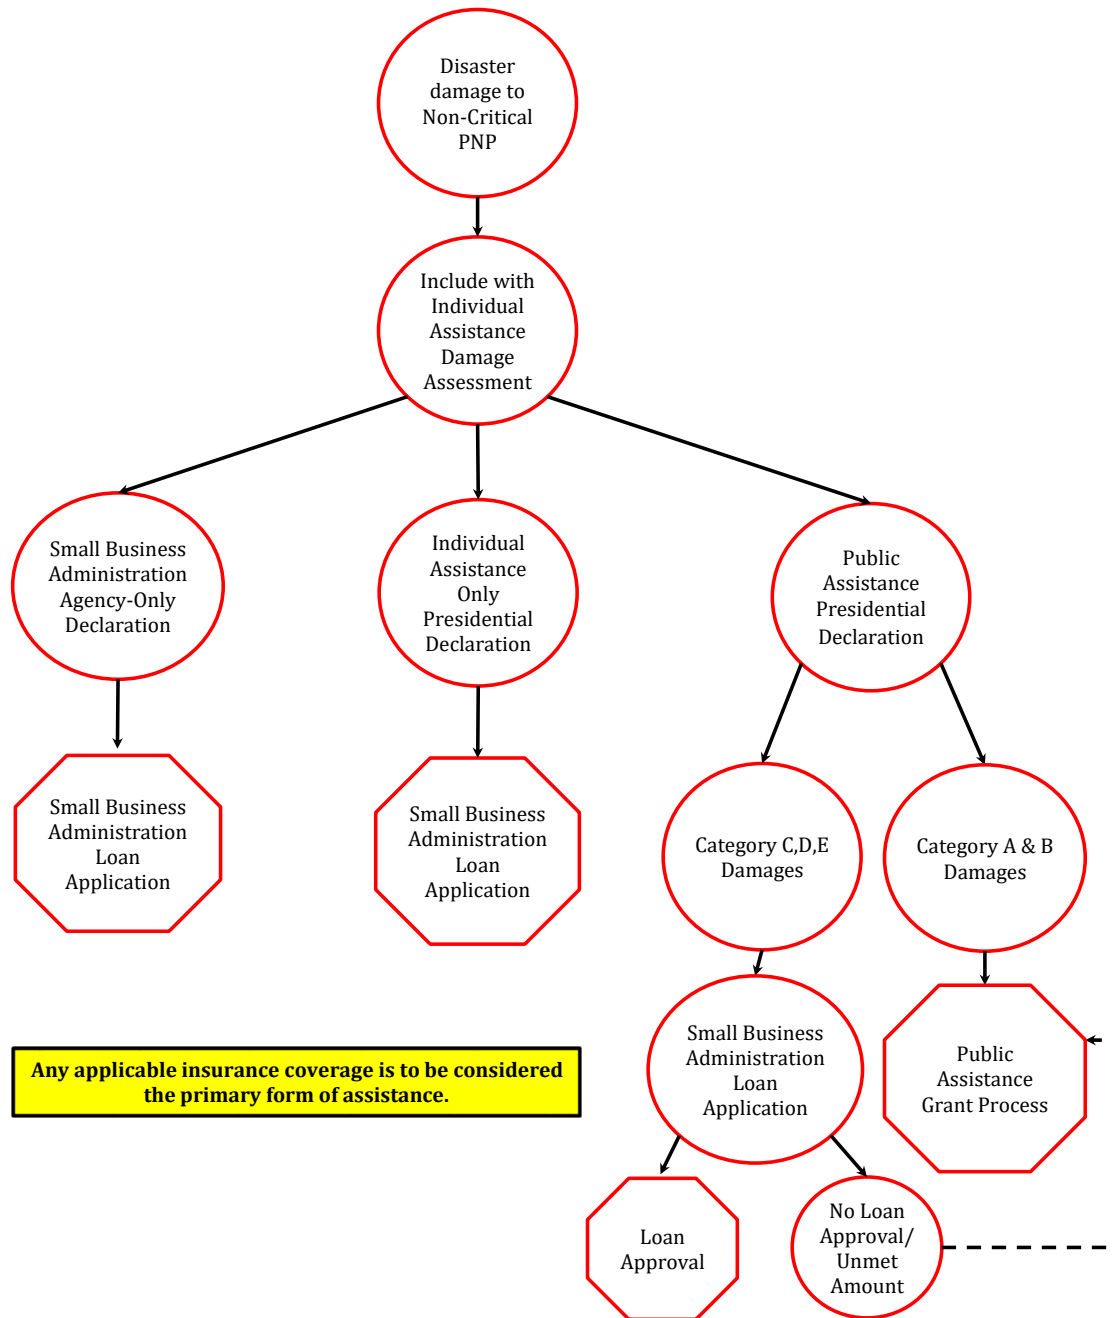 Disaster
damage to
Non-Critical
PNP
Include with
Individual
Assistance
Damage
Assessment
Small Business
Administration
Agency-Only
Declaration
Individual
Assistance
Only
Presidential
Declaration
Public
Assistance
Presidential
Declaration
Small Business
Administration
Loan
Application
Small Business
Administration
Loan
Application
Category C,D,E
Damages
Category A & B
Damages
Small Business
Administration
Loan
Application
Public
Assistance
Grant Process
Any applicable insurance coverage is to be considered
the primary form of assistance.
Loan
Approval
No Loan
Approval/
Unmet
Amount